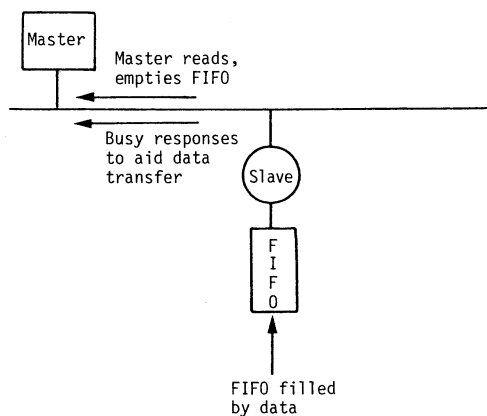 Master
Master reads,
empties FIFO
Busy responses
to aid data
transfer
Slave
F
I
F
O
FIFO filled
by data